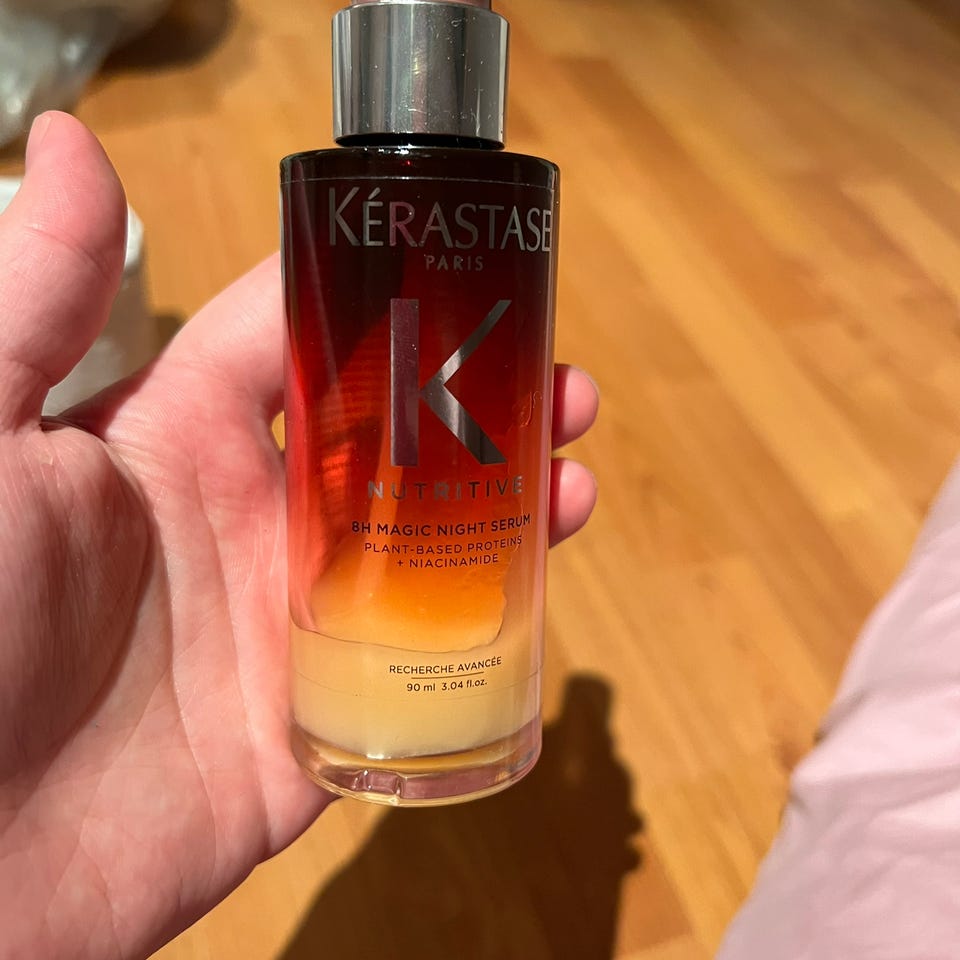 KÉRASTASE
PARIS
K
NUTRITIVE
8H MAGIC NIGHT SERUM
PLANT-BASED PROTEINS
+ NIACINAMIDE
RECHERCHE AVANCÉE
90 ml 3.04 fl.oz.